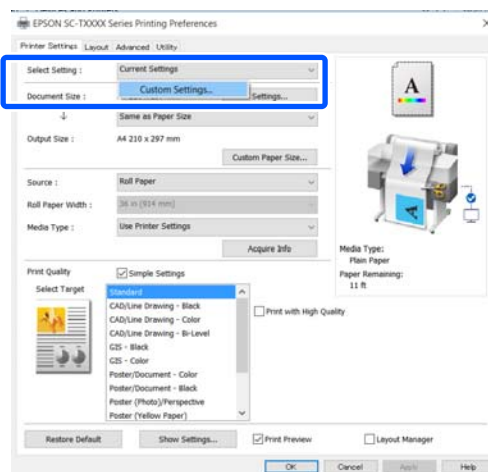 EPSON SC-TXXXX Series Printing Preferences
Printer Settings Layout Advanced Utility
Select Setting : Current Settings
Custom Settings...
Document Size : Settings...
Same as Paper Size
Output Size : A4 210 x 297 mm
Custom Paper Size...
Source : Roll Paper
Roll Paper Width : 36 in (914 mm)
Media Type : Use Printer Settings
Acquire Info
Print Quality Simple Settings
Select Target
Standard
CAD/Line Drawing - Black
CAD/Line Drawing - Color
CAD/Line Drawing - Bi-Level
GIS - Black
GIS - Color
Poster/Document - Color
Poster/Document - Black
Poster (Photo)/Perspective
Poster (Yellow Paper)
Print with High Quality
A
A
Media Type:
Plain Paper
Paper Remaining:
11 ft
Restore Default Show Settings... Print Preview Layout Manager
OK Cancel Apply Help